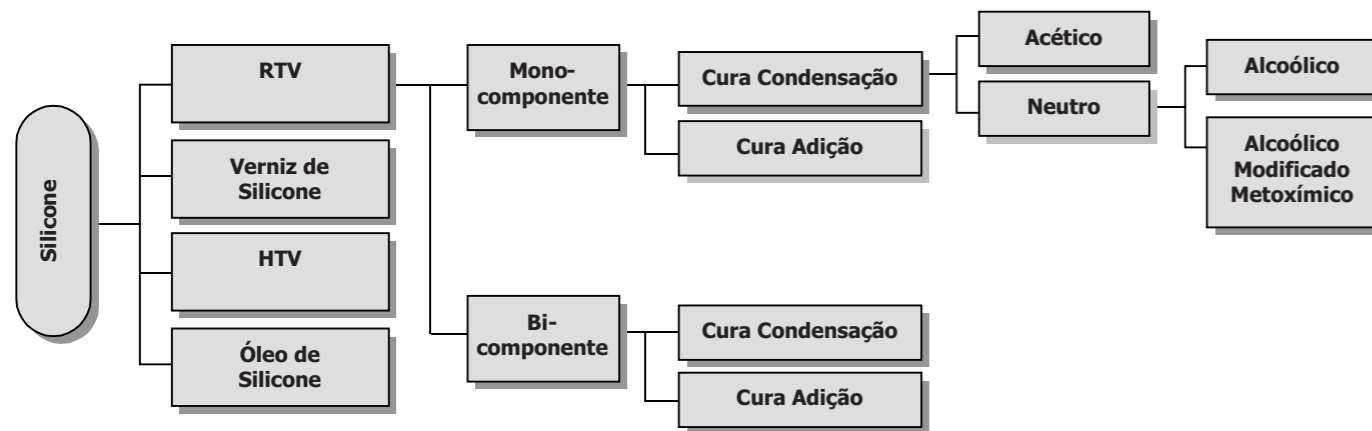 Silicone
RTV
Verniz de
Silicone
HTV
Óleo de
Silicone
Mono-
componente
Bi-
componente
Cura Condensação
Cura Adição
Cura Condensação
Cura Adição
Acético
Neutro
Alcoólico
Alcoólico
Modificado
Metoxímico